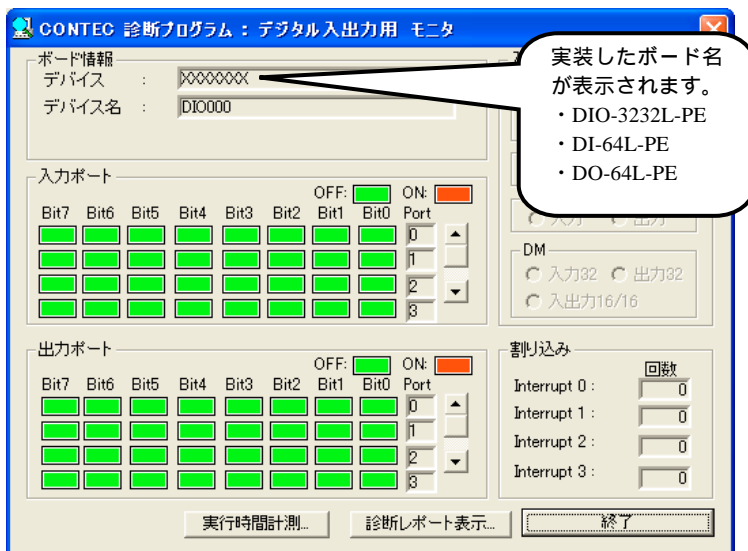 CONTEC 診断プログラム : デジタル入出力用 モニタ
ボード情報
デバイス : XXXXXXX
デバイス名 : DIO000
実装したボード名
が表示されます。
・DIO-3232L-PE
・DI-64L-PE
・DO-64L-PE
入力ポート
OFF: ON:
Bit7 Bit6 Bit5 Bit4 Bit3 Bit2 Bit1 Bit0 Port
0
1
2
3
入力 出力
DM
入力32 出力32
入出力16/16
出力ポート
OFF: ON:
Bit7 Bit6 Bit5 Bit4 Bit3 Bit2 Bit1 Bit0 Port
0
1
2
3
割り込み
回数
Interrupt 0 : 0
Interrupt 1 : 0
Interrupt 2 : 0
Interrupt 3 : 0
実行時間計測...
診断レポート表示...
終了